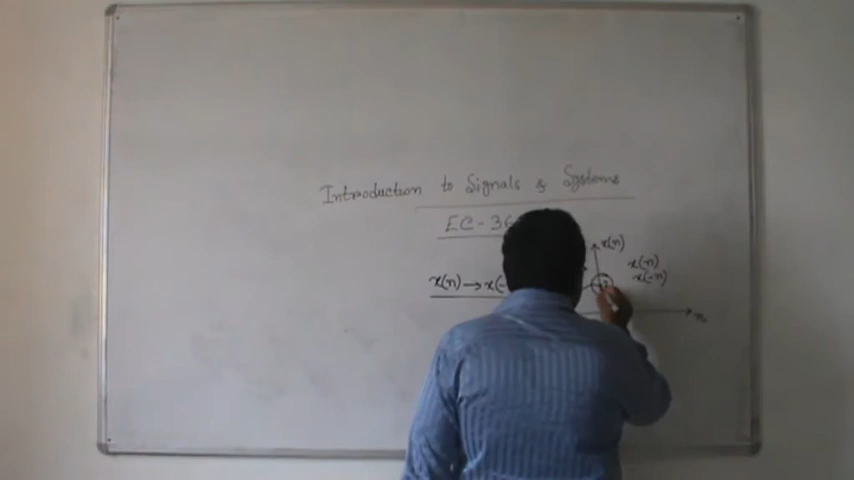 Introduction to Signals & Systems
EC-36
x(n) → x(-
x(n)
x(n)
x(-n)
n